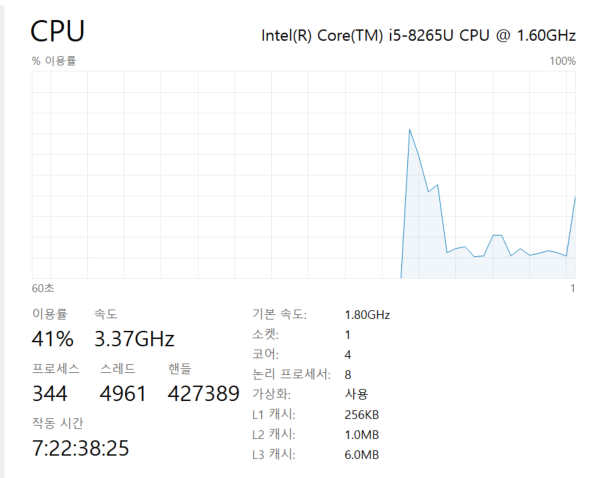 CPU
Intel(R) Core(TM) i5-8265U CPU @ 1.60GHz
% 이용률
100%
60초
1
이용률 속도
41% 3.37GHz
프로세스 스레드 핸들
344 4961 427389
작동 시간
7:22:38:25
기본 속도: 1.80GHz
소켓: 1
코어: 4
논리 프로세서: 8
가상화: 사용
L1 캐시: 256KB
L2 캐시: 1.0MB
L3 캐시: 6.0MB